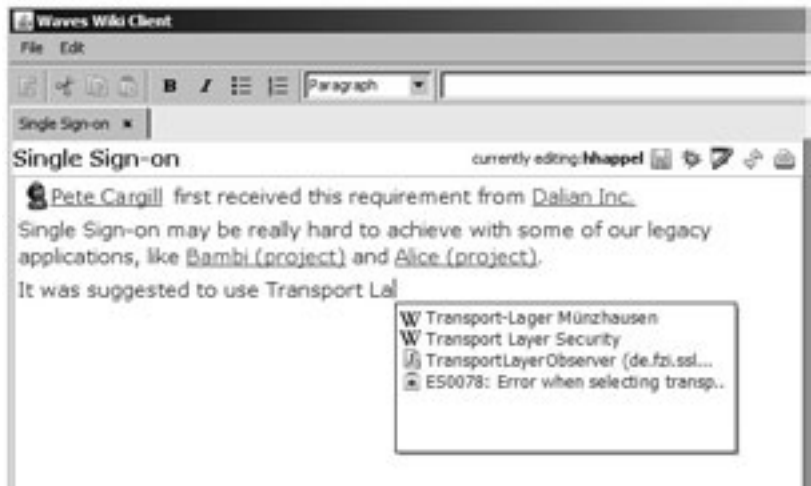 Waves Wiki Client
File Edit
B I Paragraph
Single Sign-on
Single Sign-on currently editing:hhappel
Pete Cargill first received this requirement from Dalian Inc.
Single Sign-on may be really hard to achieve with some of our legacy
applications, like Bambi (project) and Alice (project).
It was suggested to use Transport La
W Transport-Lager Münzhausen
W Transport Layer Security
TransportLayerObserver (de.fzi.ssl...
ES0078: Error when selecting transp..